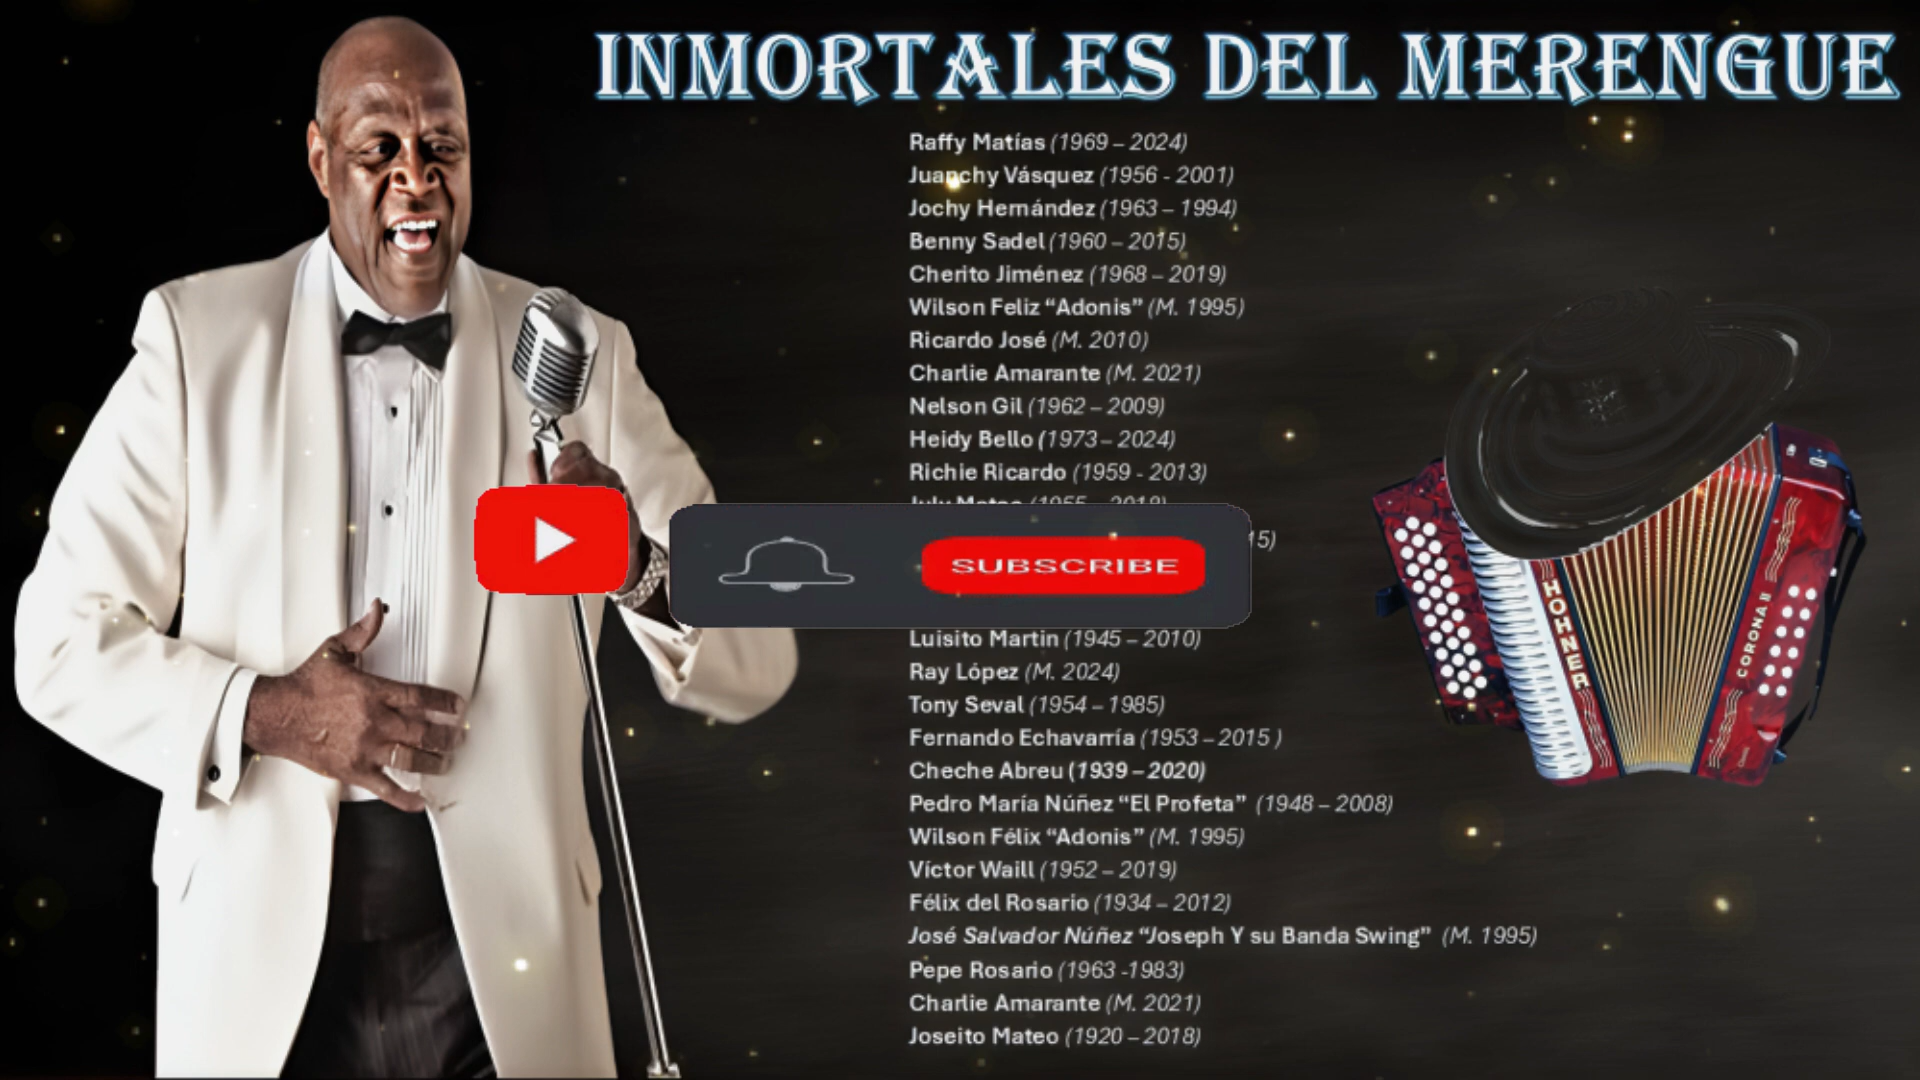 INMORTALES DEL MERENGUE
Raffy Matías (1969 – 2024)
Juanchy Vásquez (1956 - 2001)
Jochy Hernández (1963 – 1994)
Benny Sadel (1960 – 2015)
Cherito Jiménez (1968 – 2019)
Wilson Feliz “Adonis” (M. 1995)
Ricardo José (M. 2010)
Charlie Amarante (M. 2021)
Nelson Gil (1962 – 2009)
Heidy Bello (1973 – 2024)
Richie Ricardo (1959 - 2013)
July Mateo (1955 - 2018)
15)
SUBSCRIBE
Luisito Martin (1945 – 2010)
Ray López (M. 2024)
Tony Seval (1954 – 1985)
Fernando Echavarría (1953 – 2015 )
Cheche Abreu (1939 – 2020)
Pedro María Núñez “El Profeta” (1948 – 2008)
Wilson Félix “Adonis” (M. 1995)
Víctor Waill (1952 – 2019)
Félix del Rosario (1934 – 2012)
José Salvador Núñez “Joseph Y su Banda Swing” (M. 1995)
Pepe Rosario (1963 -1983)
Charlie Amarante (M. 2021)
Joseito Mateo (1920 – 2018)
HOHNER
CORONA II